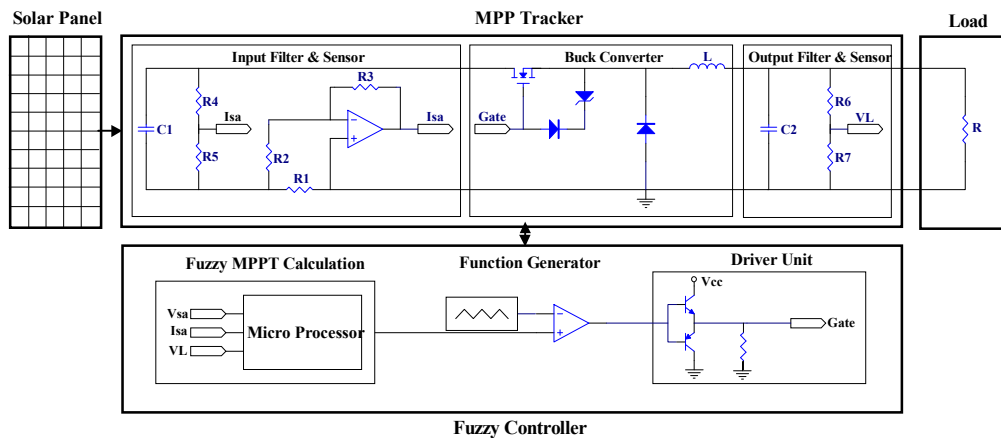 Solar Panel
MPP Tracker
Load
Input Filter & Sensor
Buck Converter
Output Filter & Sensor
R3
L
R4
R6
Isa
Isa
Gate
VL
C1
C2
R
R5
R2
R7
R1
Fuzzy MPPT Calculation
Function Generator
Driver Unit
Vcc
Vsa
Isa
VL
Micro Processor
Gate
Fuzzy Controller